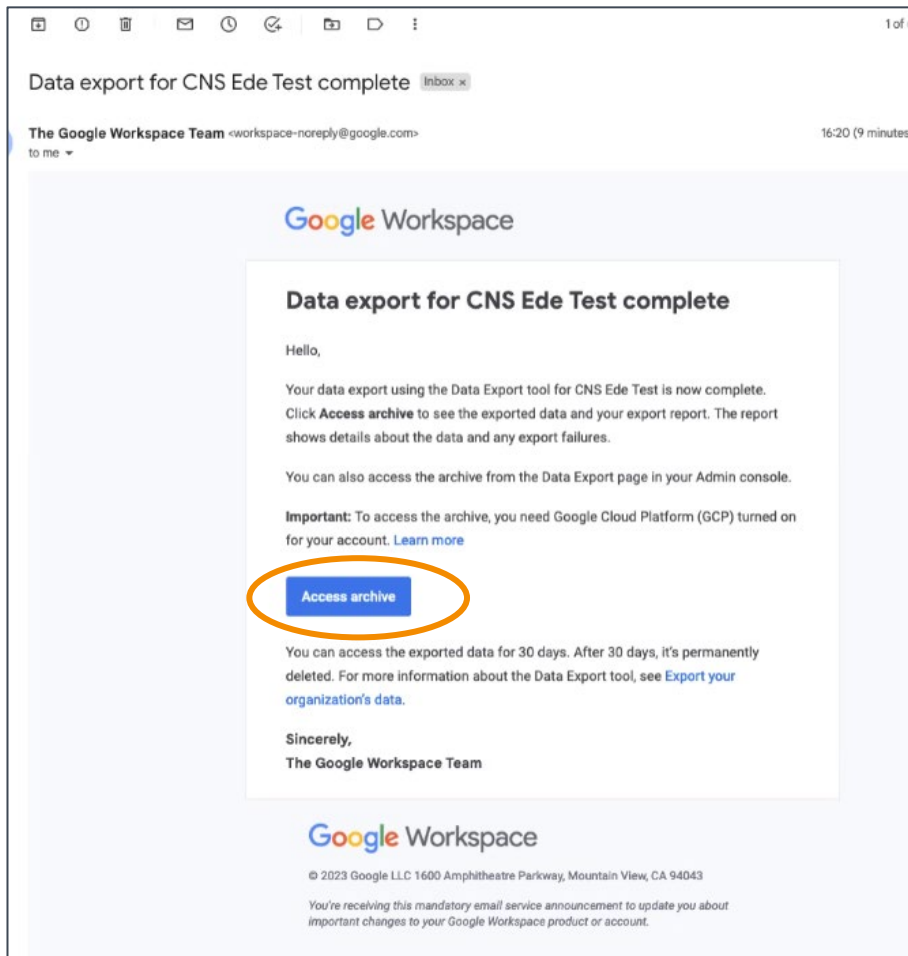 1 of
Data export for CNS Ede Test complete Inbox ×
The Google Workspace Team <workspace-noreply@google.com> 16:20 (9 minutes
to me
Google Workspace
Data export for CNS Ede Test complete
Hello,
Your data export using the Data Export tool for CNS Ede Test is now complete.
Click Access archive to see the exported data and your export report. The report
shows details about the data and any export failures.
You can also access the archive from the Data Export page in your Admin console.
Important: To access the archive, you need Google Cloud Platform (GCP) turned on
for your account. Learn more
Access archive
You can access the exported data for 30 days. After 30 days, it's permanently
deleted. For more information about the Data Export tool, see Export your
organization's data.
Sincerely,
The Google Workspace Team
Google Workspace
© 2023 Google LLC 1600 Amphitheatre Parkway, Mountain View, CA 94043
You're receiving this mandatory email service announcement to update you about
important changes to your Google Workspace product or account.